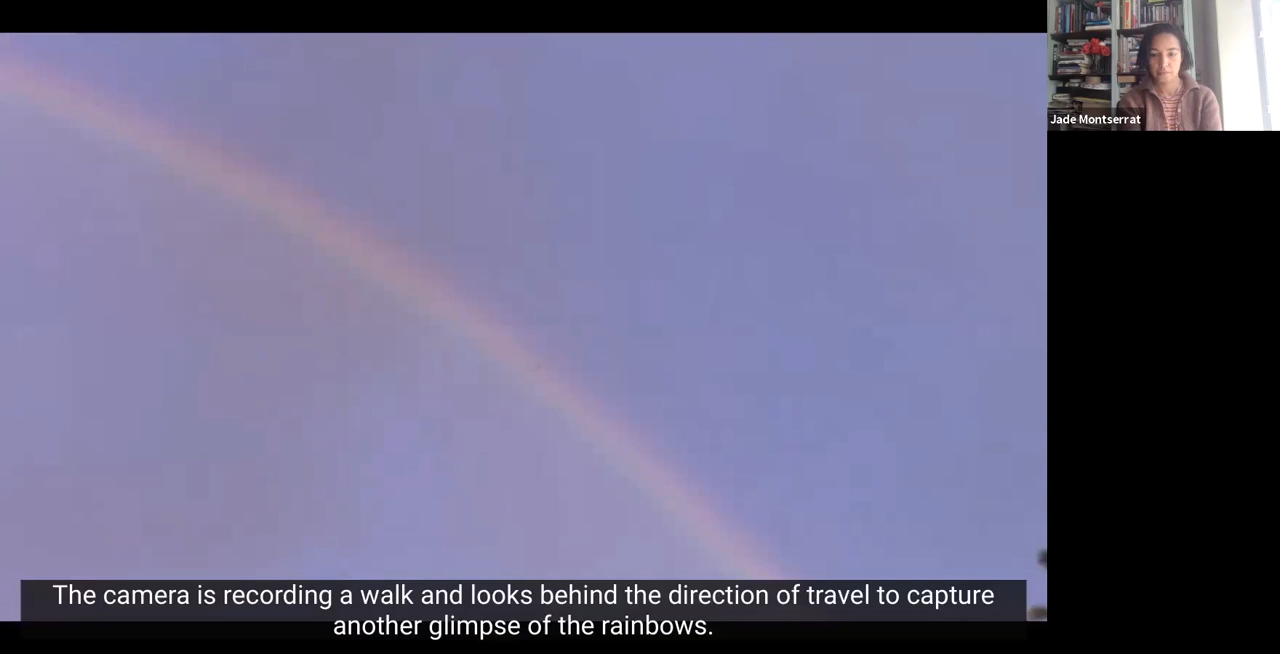 Jade Montserrat
The camera is recording a walk and looks behind the direction of travel to capture
another glimpse of the rainbows.